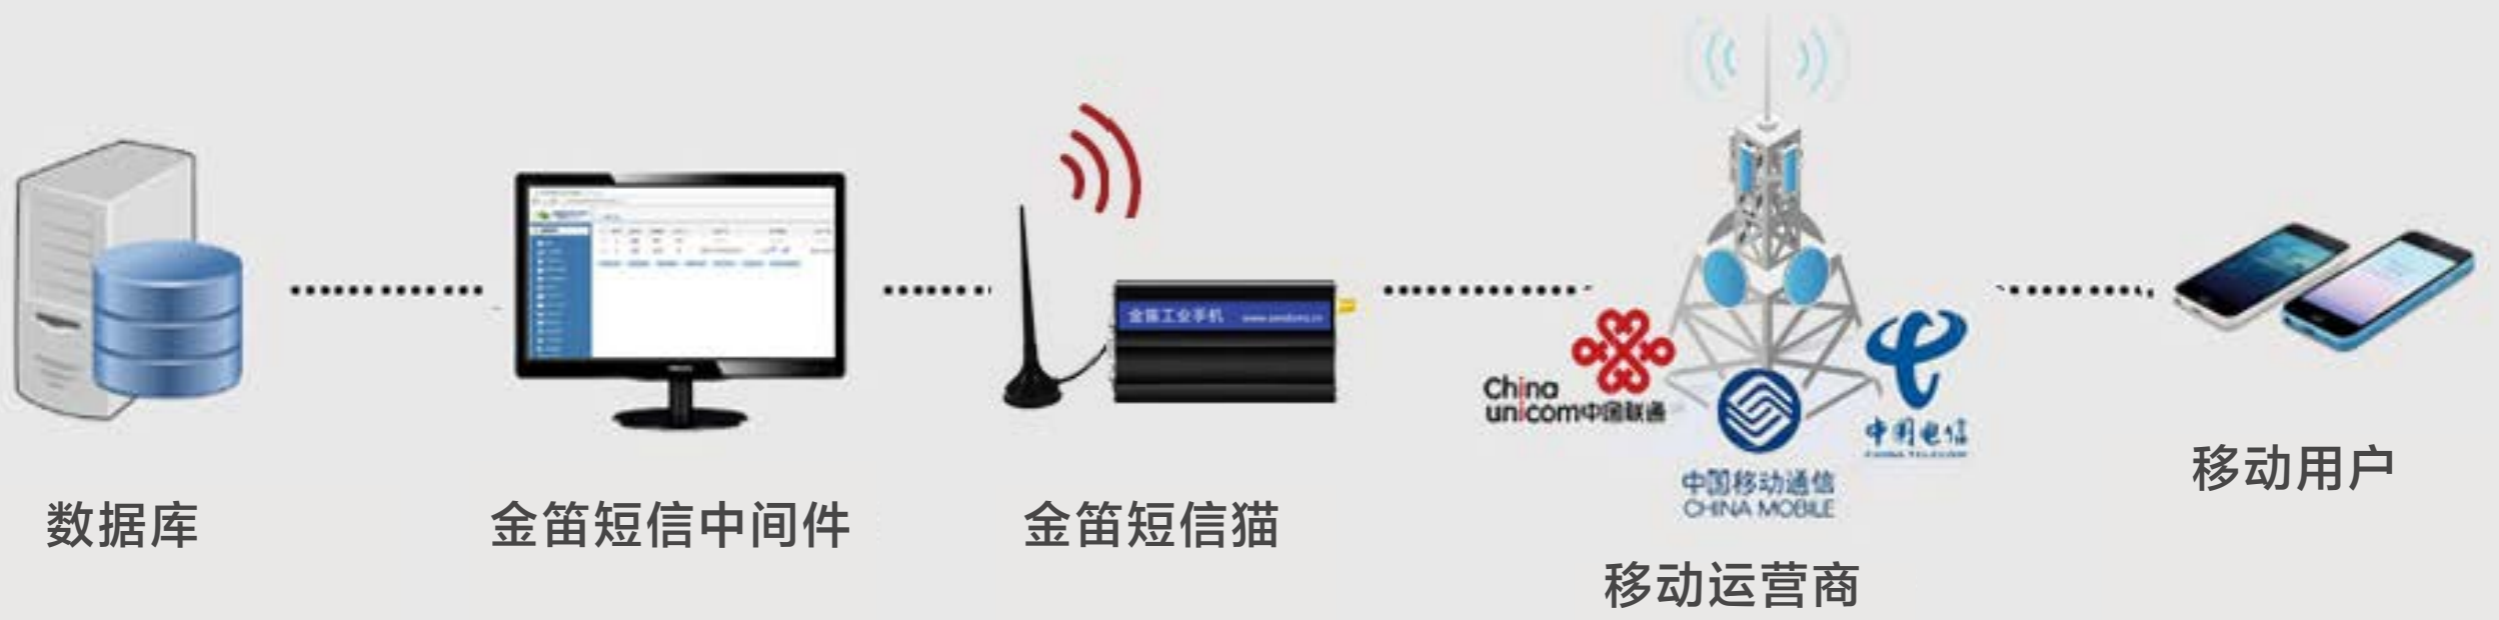 金笛工业手机
China
unicom中国联通
中国移动通信
CHINA MOBILE
中国电信
CHINA TELECOM
数据库
金笛短信中间件
金笛短信猫
移动运营商
移动用户